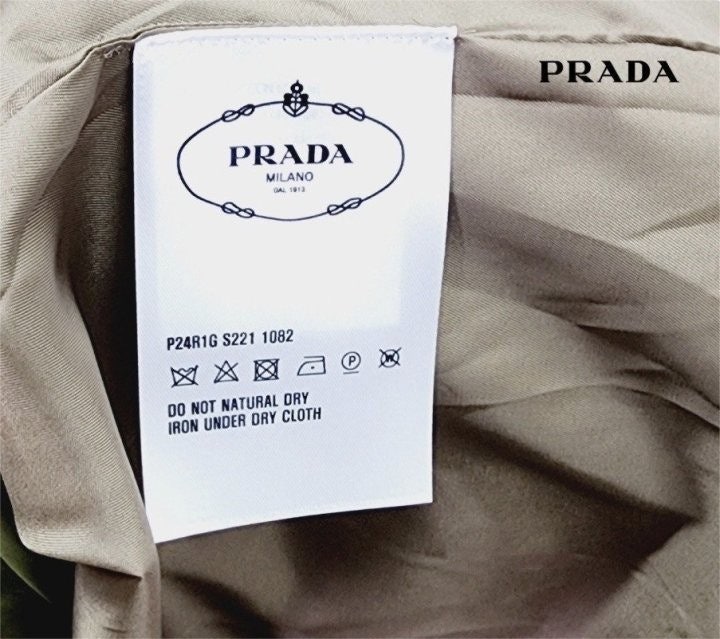 PRADA
PRADA
MILANO
DAL 1913
P24R1G S221 1082
P
W
DO NOT NATURAL DRY
IRON UNDER DRY CLOTH